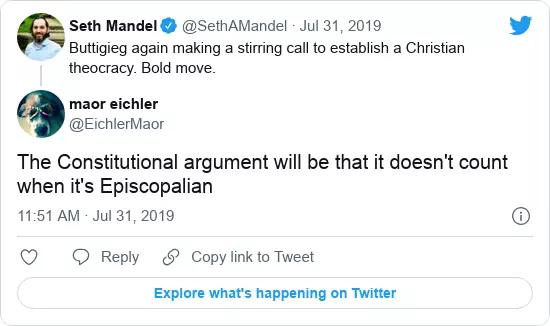 Seth Mandel @SethAMandel · Jul 31, 2019
Buttigieg again making a stirring call to establish a Christian
theocracy. Bold move.
maor eichler
@EichlerMaor
The Constitutional argument will be that it doesn't count
when it's Episcopalian
11:51 AM · Jul 31, 2019
Reply
Copy link to Tweet
Explore what's happening on Twitter